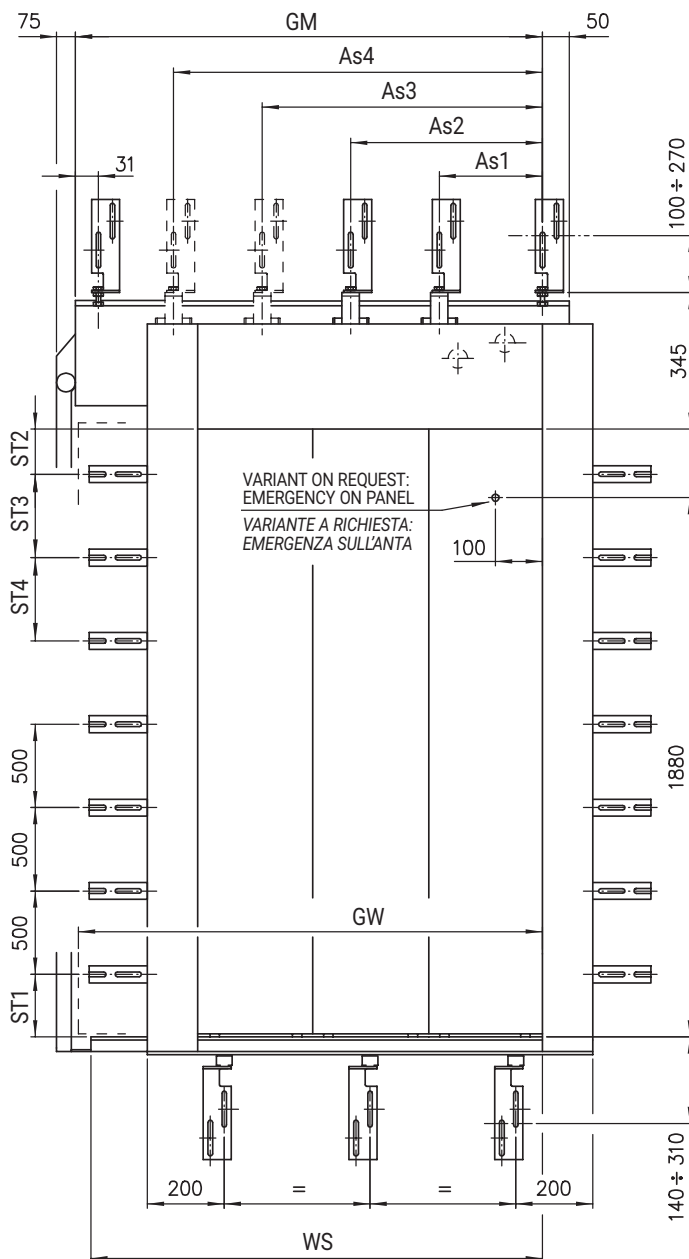 75
GM
50
As4
As3
As2
As1
31
100 ÷ 270
345
ST2
ST3
ST4
VARIANT ON REQUEST:
EMERGENCY ON PANEL
VARIANTE A RICHIESTA:
EMERGENZA SULL'ANTA
100
1880
500
500
500
GW
ST1
200
=
=
200
140 ÷ 310
WS